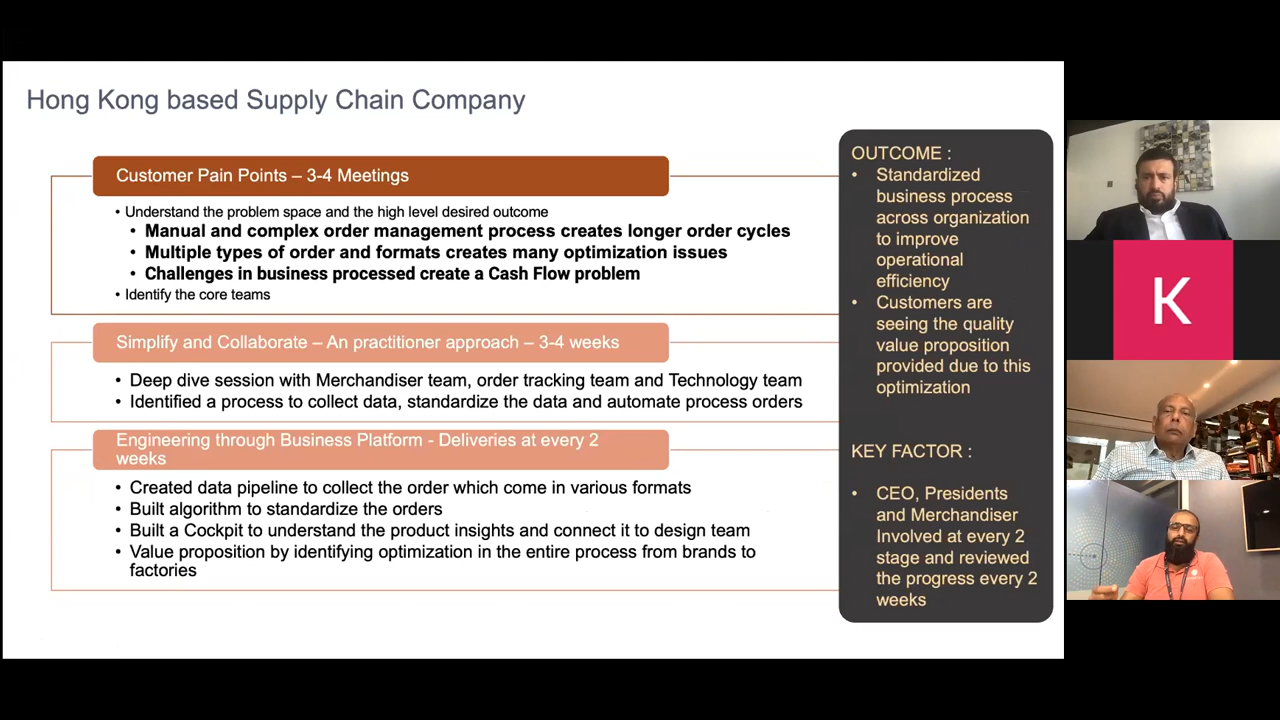 Hong Kong based Supply Chain Company
Customer Pain Points – 3-4 Meetings
• Understand the problem space and the high level desired outcome
• Manual and complex order management process creates longer order cycles
• Multiple types of order and formats creates many optimization issues
• Challenges in business processed create a Cash Flow problem
• Identify the core teams
Simplify and Collaborate – An practitioner approach – 3-4 weeks
• Deep dive session with Merchandiser team, order tracking team and Technology team
• Identified a process to collect data, standardize the data and automate process orders
Engineering through Business Platform - Deliveries at every 2
weeks
• Created data pipeline to collect the order which come in various formats
• Built algorithm to standardize the orders
• Built a Cockpit to understand the product insights and connect it to design team
• Value proposition by identifying optimization in the entire process from brands to
factories
OUTCOME :
• Standardized
business process
across organization
to improve
operational
efficiency
• Customers are
seeing the quality
value proposition
provided due to this
optimization
KEY FACTOR :
• CEO, Presidents
and Merchandiser
Involved at every 2
stage and reviewed
the progress every 2
weeks
K